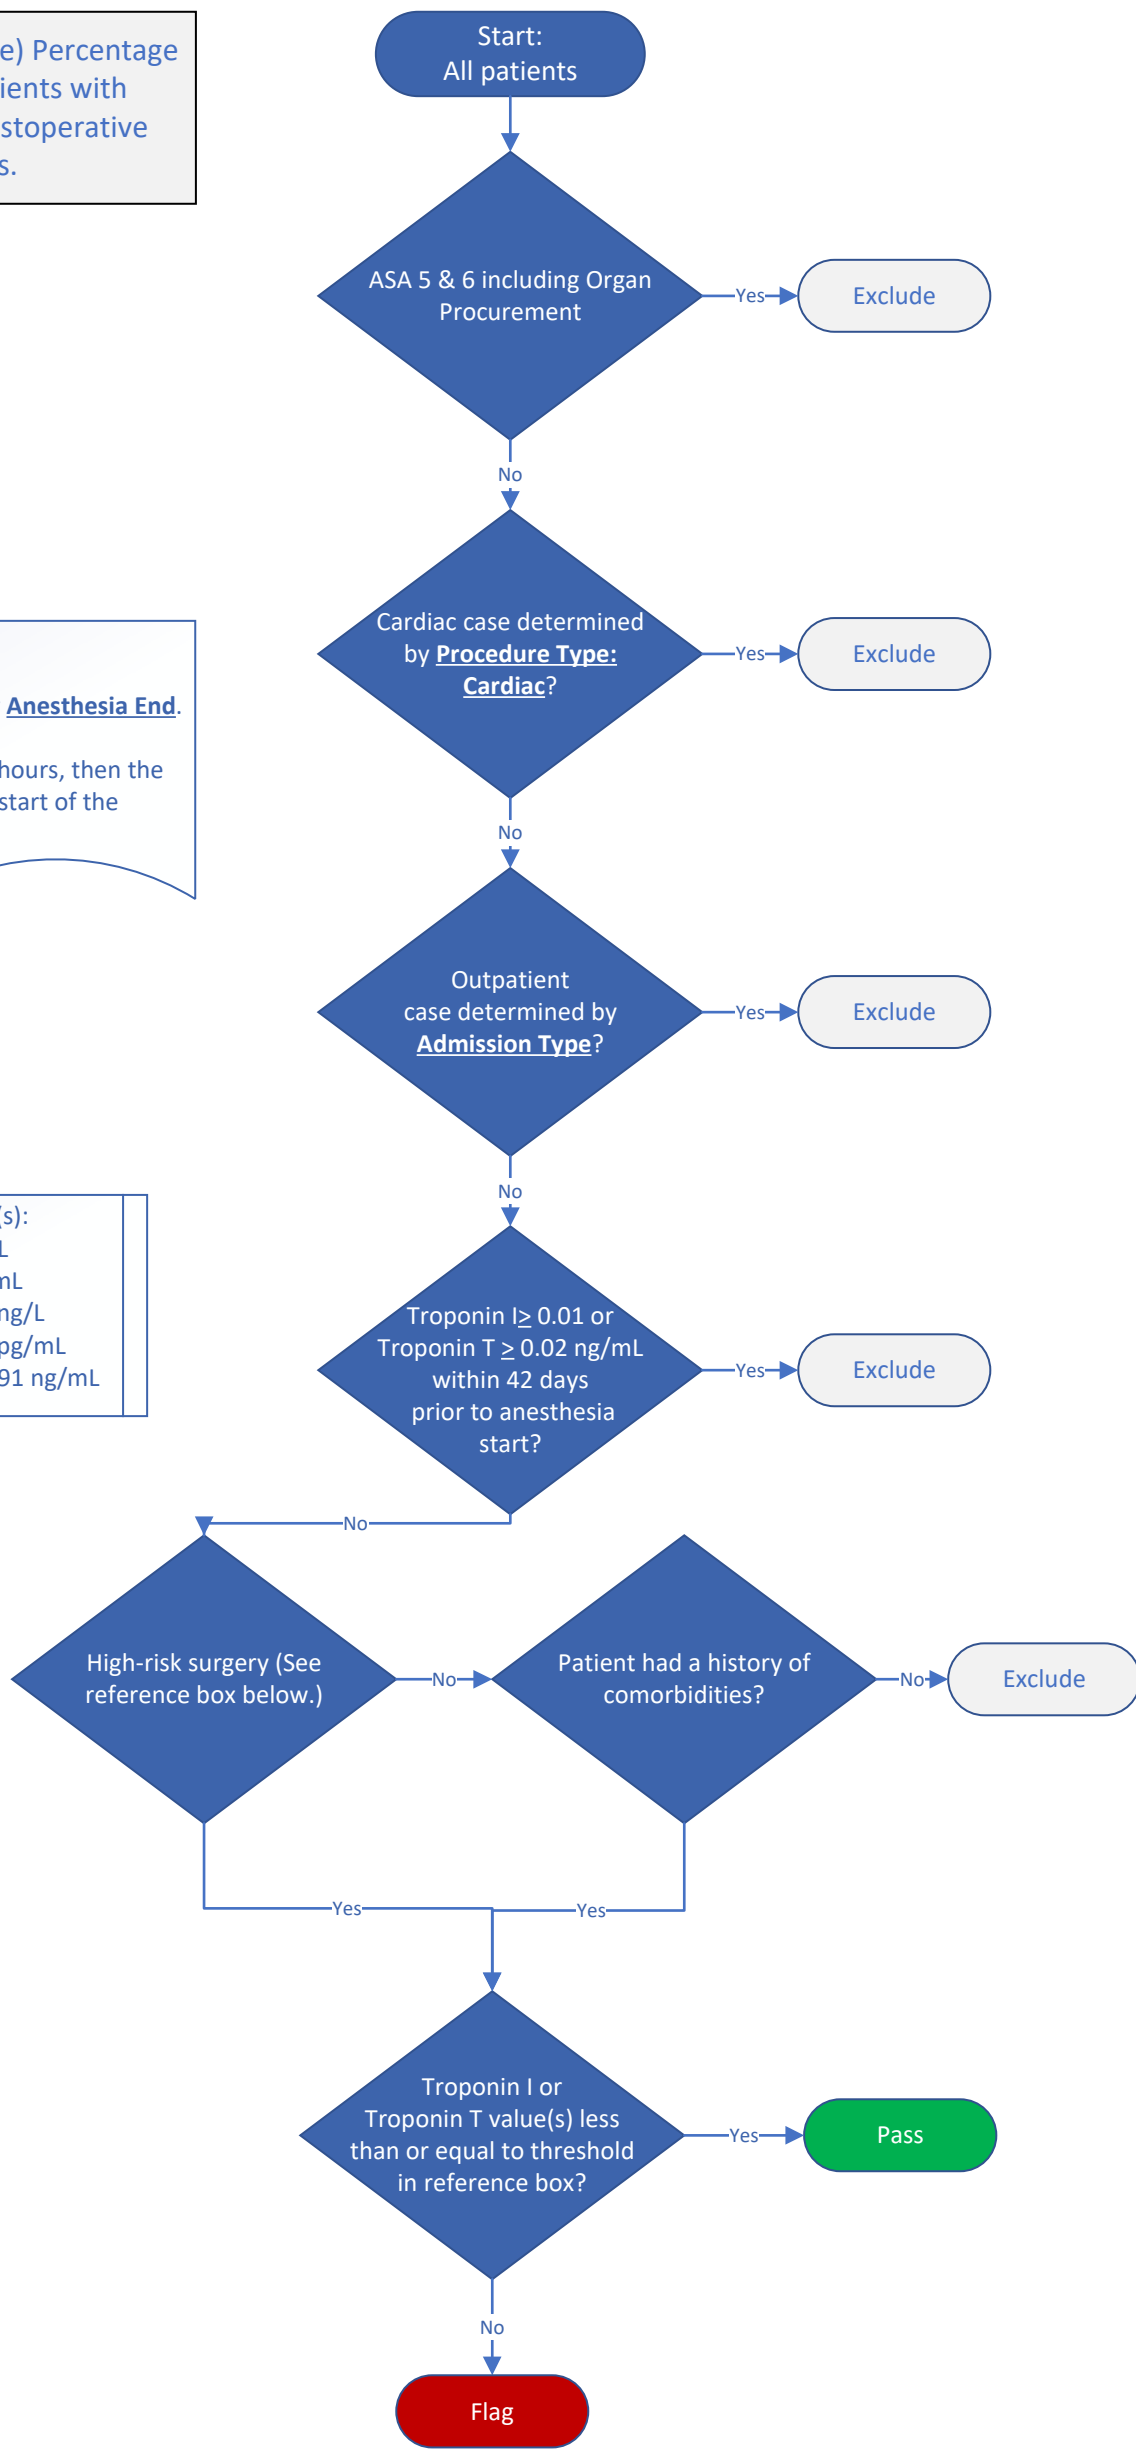 e) Percentage
ients with
stoperative
s.
Start:
All patients
ASA 5 & 6 including Organ
Procurement
Yes
Exclude
No
Cardiac case determined
by Procedure Type:
Cardiac?
Yes
Exclude
Anesthesia End.
hours, then the
start of the
No
Outpatient
case determined by
Admission Type?
Yes
Exclude
No
(s):
L
mL
ng/L
pg/mL
91 ng/mL
Troponin I≥ 0.01 or
Troponin T ≥ 0.02 ng/mL
within 42 days
prior to anesthesia
start?
Yes
Exclude
No
High-risk surgery (See
reference box below.)
No
Patient had a history of
comorbidities?
No
Exclude
Yes
Yes
Troponin I or
Troponin T value(s) less
than or equal to threshold
in reference box?
Yes
Pass
No
Flag